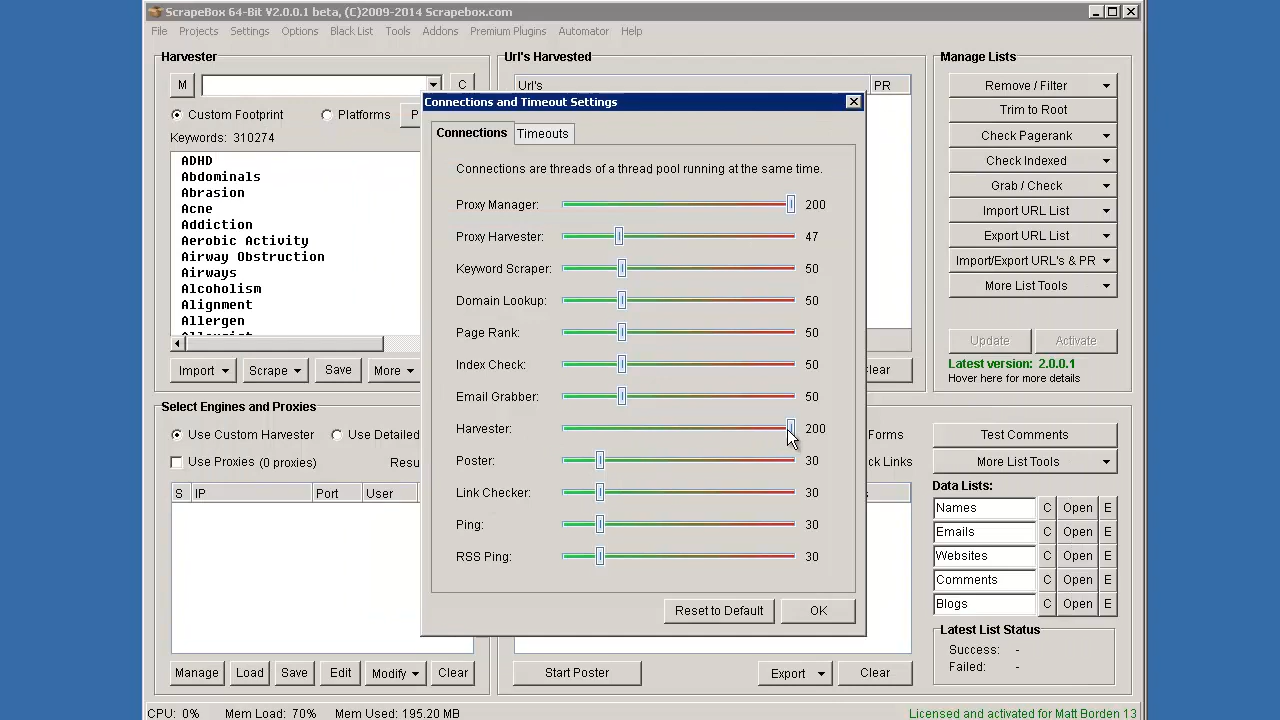 ScrapeBox 64-Bit V2.0.0.1 beta, (C)2009-2014 Scrapebox.com
File Projects Settings Options Black List Tools Addons Premium Plugins Automator Help
Harvester
M
C
Custom Footprint
Platforms
P
Keywords: 310274
ADHD
Abdominals
Abrasion
Acne
Addiction
Aerobic Activity
Airway Obstruction
Airways
Alcoholism
Alignment
Allergen
Import
Scrape
Save
More
Url's Harvested
Url's
PR
lear
Connections and Timeout Settings
Connections
Timeouts
Connections are threads of a thread pool running at the same time.
Proxy Manager: 200
Proxy Harvester: 47
Keyword Scraper: 50
Domain Lookup: 50
Page Rank: 50
Index Check: 50
Email Grabber: 50
Harvester: 200
Poster: 30
Link Checker: 30
Ping: 30
RSS Ping: 30
Reset to Default
OK
Manage Lists
Remove / Filter
Trim to Root
Check Pagerank
Check Indexed
Grab / Check
Import URL List
Export URL List
Import/Export URL's & PR
More List Tools
Update
Activate
Latest version: 2.0.0.1
Hover here for more details
Select Engines and Proxies
Use Custom Harvester
Use Detailed
Use Proxies (0 proxies)
Resu
S IP Port User
Manage
Load
Save
Edit
Modify
Clear
Forms
ck Links
s
Start Poster
Export
Clear
Test Comments
More List Tools
Data Lists:
Names C Open E
Emails C Open E
Websites C Open E
Comments C Open E
Blogs C Open E
Latest List Status
Success: -
Failed: -
CPU: 0% Mem Load: 70% Mem Used: 195.20 MB
Licensed and activated for Matt Borden 13